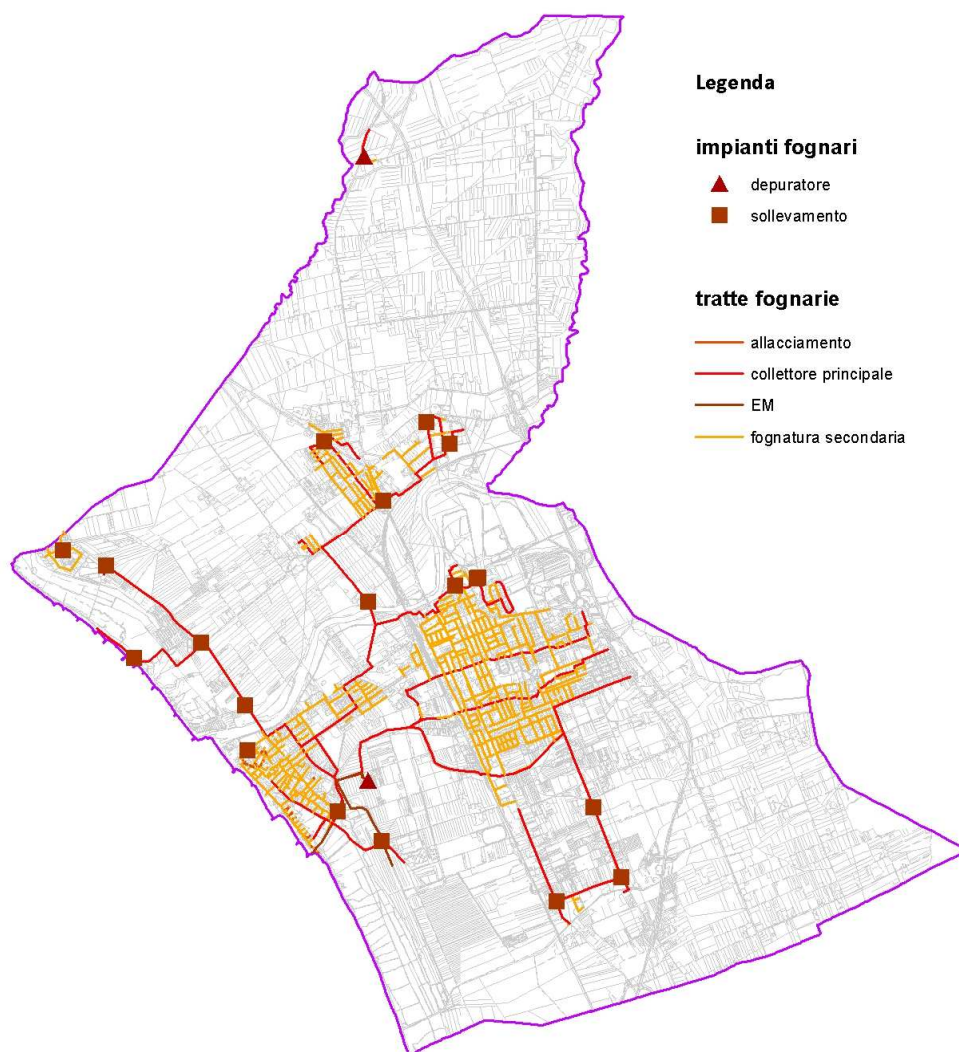 Legenda
impianti fognari
depuratore
sollevamento
tratte fognarie
allacciamento
collettore principale
EM
fognatura secondaria